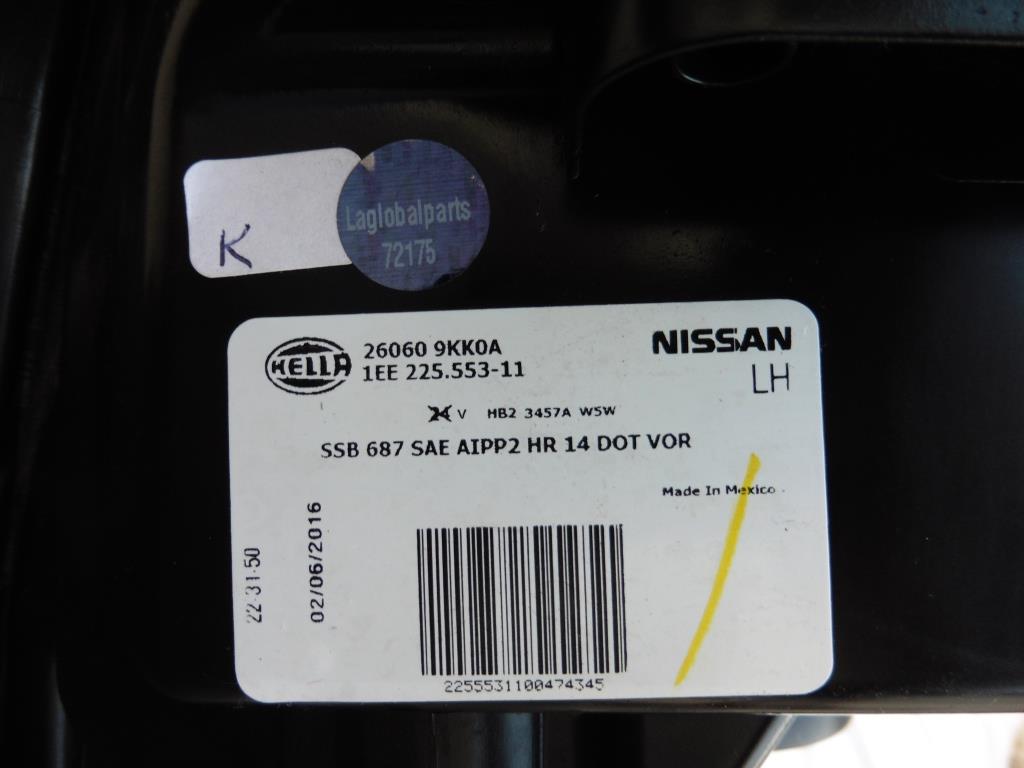 K
Laglobalparts
72175
HELLA
26060 9KK0A
1EE 225.553-11
NISSAN
LH
V HB2 3457A W5W
SSB 687 SAE AIPP2 HR 14 DOT VOR
Made In Mexico
22:31:50
02/06/2016
2255531100474345